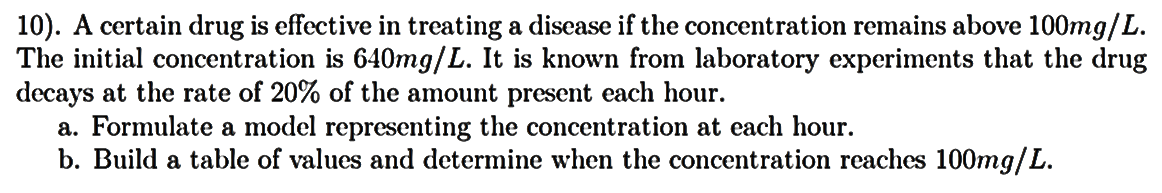 10). A certain drug is effective in treating a disease if the concentration remains above 100mg/L.
The initial concentration is 640mg/L. It is known from laboratory experiments that the drug
decays at the rate of 20% of the amount present each hour.
a. Formulate a model representing the concentration at each hour.
b. Build a table of values and determine when the concentration reaches 100mg/L.